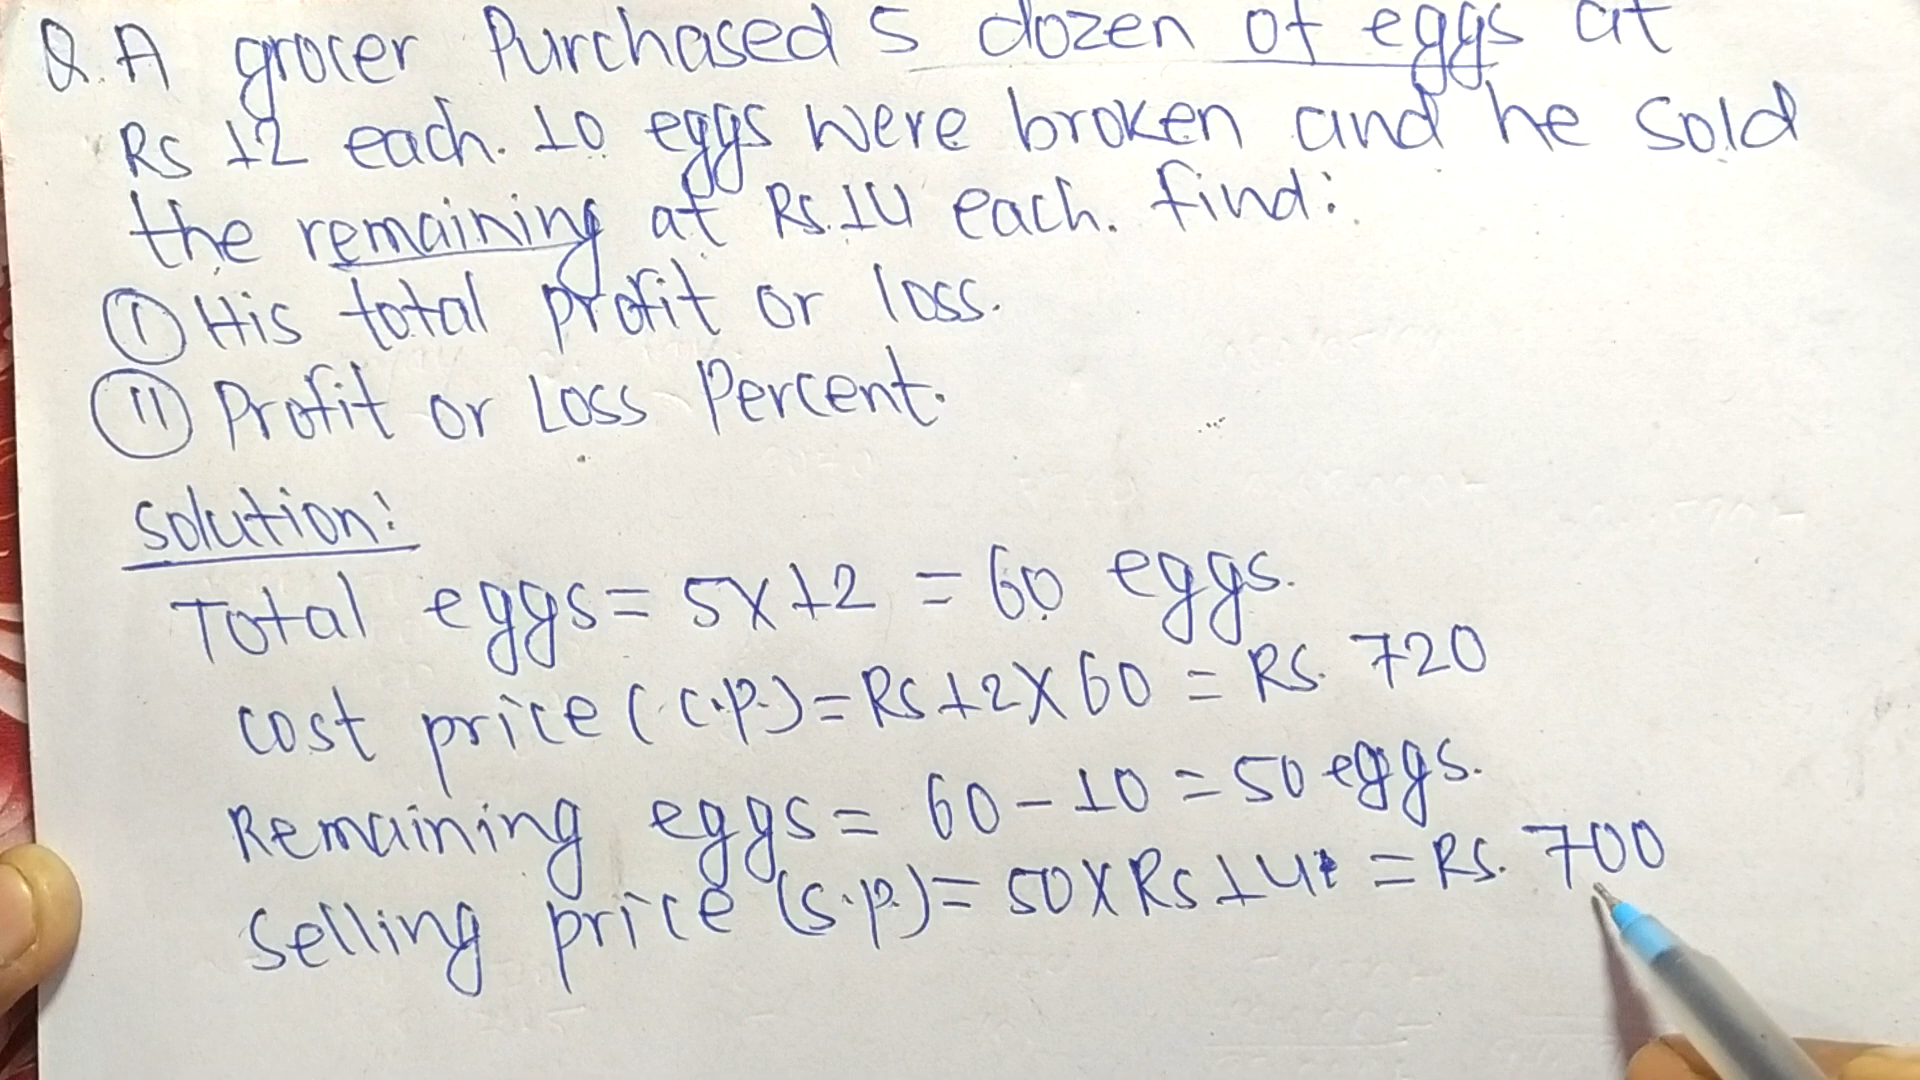 Q. A grocer Purchased 5 dozen of eggs at
Rs 12 each. 10 eggs were broken and he sold
the remaining at Rs. 14 each. find:
(I) His total profit or loss.
(II) Profit or Loss Percent.
Solution:
Total eggs = 5x12 = 60 eggs.
cost price (c.p.) = Rs 12 X 60 = Rs. 720
Remaining eggs = 60 - 10 = 50 eggs.
Selling price (s.p.) = 50 X Rs 14 = Rs. 700